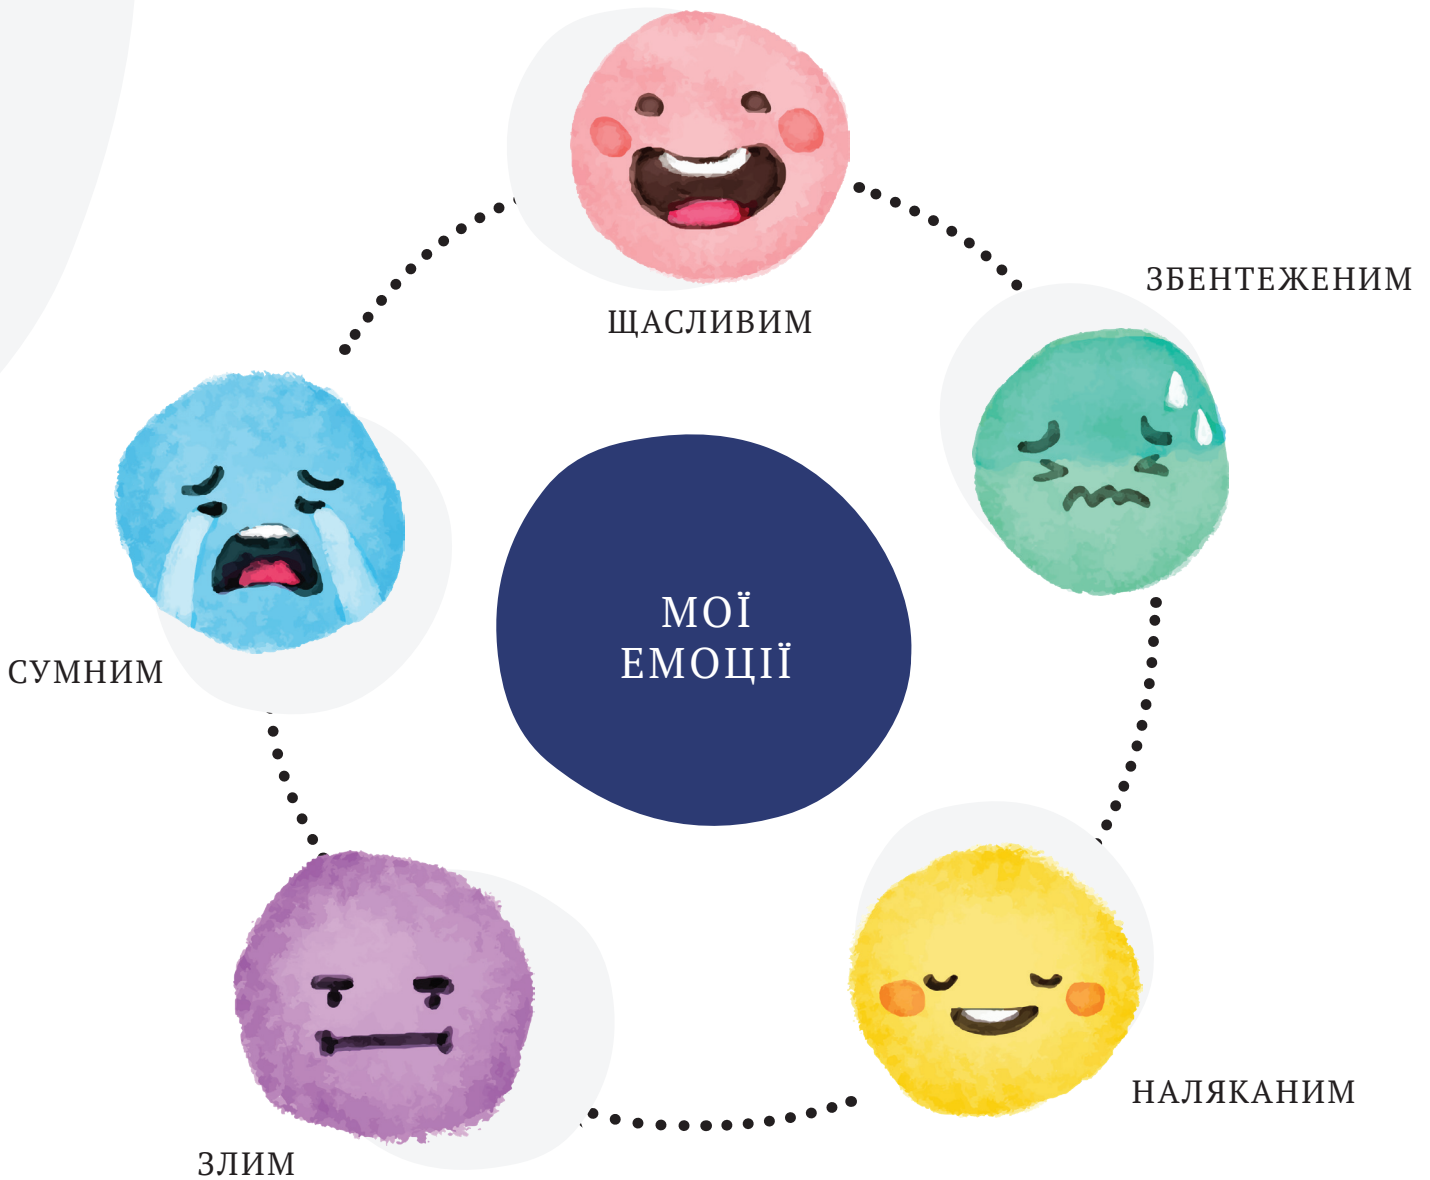 ЩАСЛИВИМ
ЗБЕНТЕЖЕНИМ
МОЇ
ЕМОЦІЇ
СУМНИМ
НАЛЯКАНИМ
ЗЛИМ